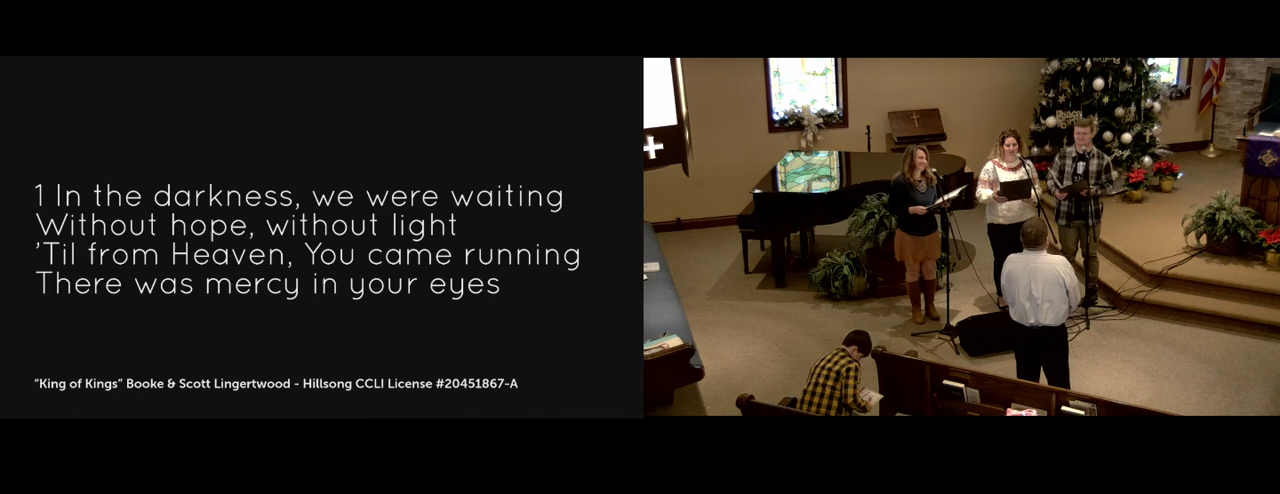 1 In the darkness, we were waiting
Without hope, without light
’Til from Heaven, You came running
There was mercy in your eyes
“King of Kings” Booke & Scott Lingertwood - Hillsong CCLI License #20451867-A
Joy